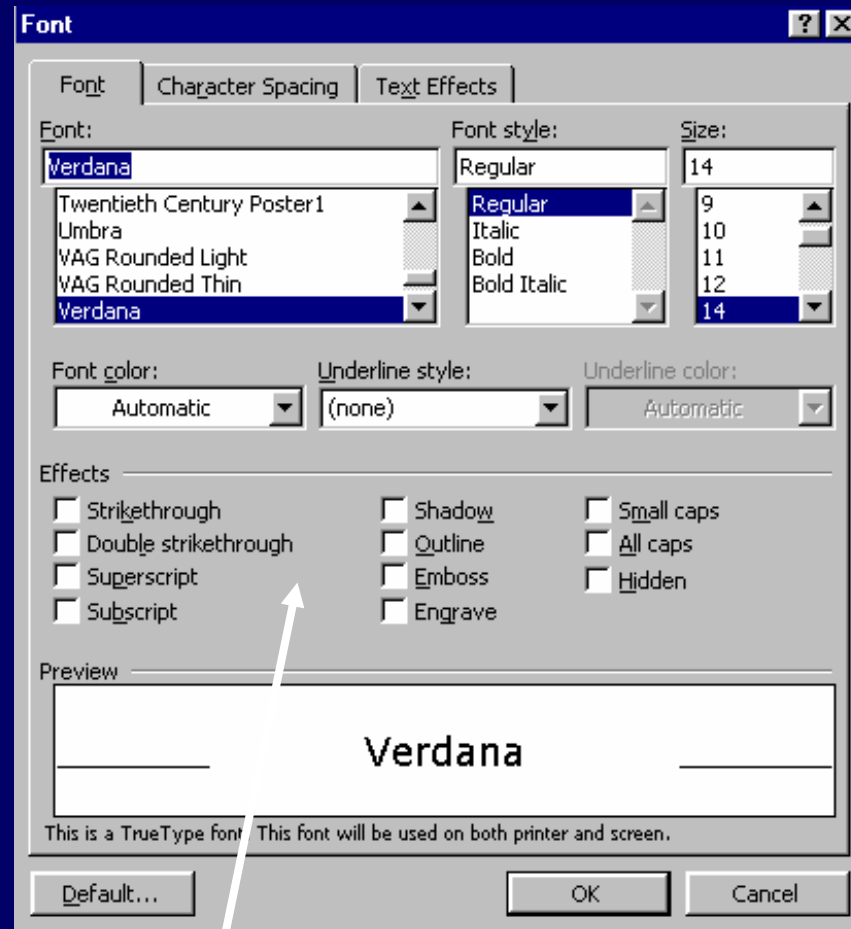 Font
Font Character Spacing Text Effects
Font: Font style: Size:
Verdana Regular 14
Twentieth Century Poster1 Regular 9
Umbra Italic 10
VAG Rounded Light Bold 11
VAG Rounded Thin Bold Italic 12
Verdana 14
Font color: Underline style: Underline color:
Automatic (none) Automatic
Effects
Strikethrough Shadow Small caps
Double strikethrough Outline All caps
Superscript Emboss Hidden
Subscript Engrave
Preview
Verdana
This is a TrueType font. This font will be used on both printer and screen.
Default... OK Cancel